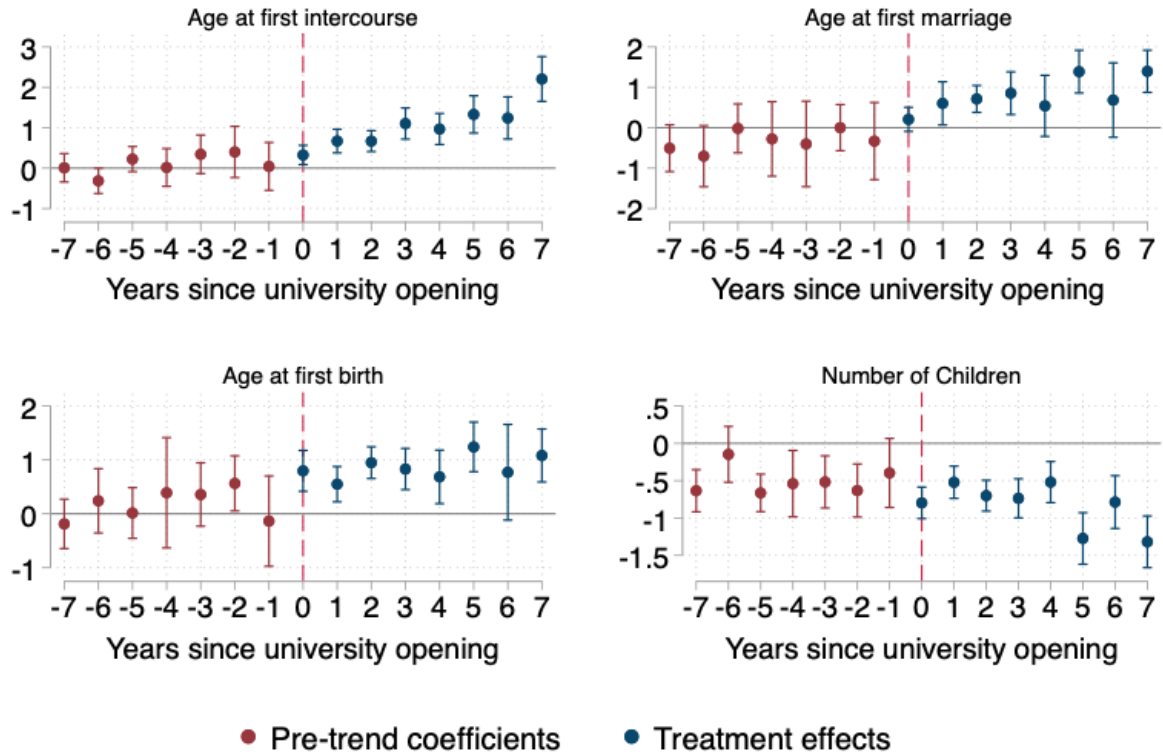 Age at first intercourse
3
2
1
0
-1
-7 -6 -5 -4 -3 -2 -1 0 1 2 3 4 5 6 7
Years since university opening
Age at first marriage
2
1
0
-1
-2
-7 -6 -5 -4 -3 -2 -1 0 1 2 3 4 5 6 7
Years since university opening
Age at first birth
2
1
0
-1
-7 -6 -5 -4 -3 -2 -1 0 1 2 3 4 5 6 7
Years since university opening
Number of Children
.5
0
-.5
-1
-1.5
-7 -6 -5 -4 -3 -2 -1 0 1 2 3 4 5 6 7
Years since university opening
Pre-trend coefficients
Treatment effects